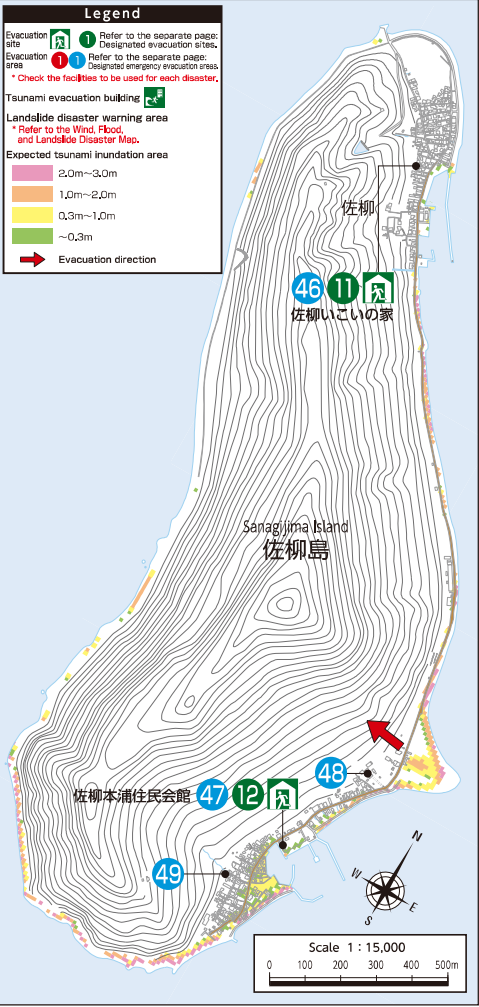 Legend
Evacuation site
1 Refer to the separate page: Designated evacuation sites.
Evacuation area
1 1 Refer to the separate page: Designated emergency evacuation areas.
* Check the facilities to be used for each disaster.
Tsunami evacuation building
Landslide disaster warning area
* Refer to the Wind, Flood,
and Landslide Disaster Map.
Expected tsunami inundation area
2.0m~3.0m
1.0m~2.0m
0.3m~1.0m
~0.3m
Evacuation direction
佐柳
46 11
佐柳いこいの家
Sanagijima Island
佐柳島
48
佐柳本浦住民会館 47 12
49
N
W
E
S
Scale 1：15,000
0 100 200 300 400 500m